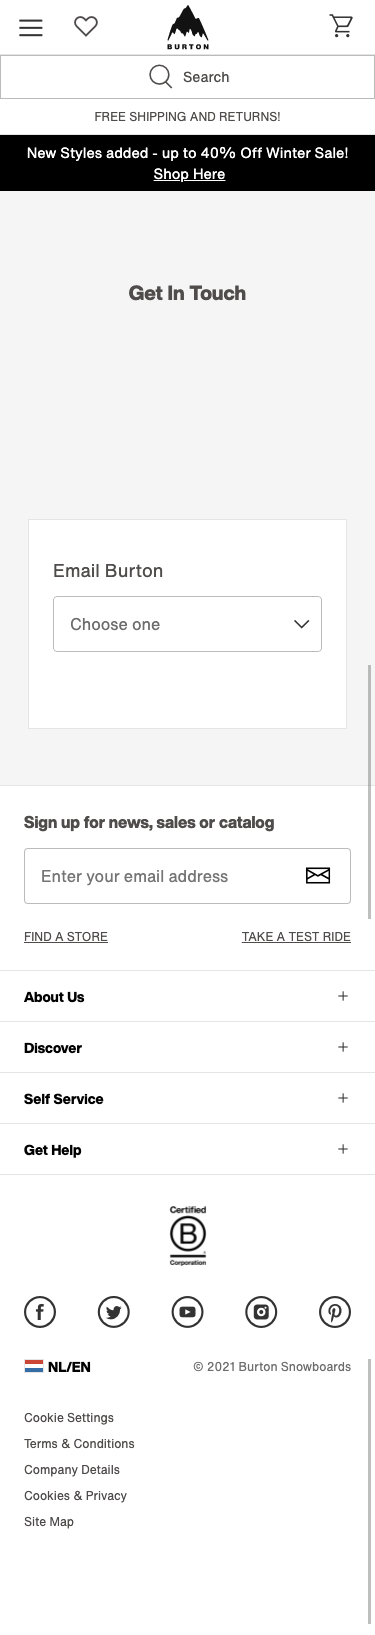 BURTON
Search
FREE SHIPPING AND RETURNS!
New Styles added - up to 40% Off Winter Sale!
Shop Here
Get In Touch
Email Burton
Choose one
Sign up for news, sales or catalog
Enter your email address
FIND A STORE
TAKE A TEST RIDE
About Us
Discover
Self Service
Get Help
Certified
B
Corporation
NL/EN
© 2021 Burton Snowboards
Cookie Settings
Terms & Conditions
Company Details
Cookies & Privacy
Site Map